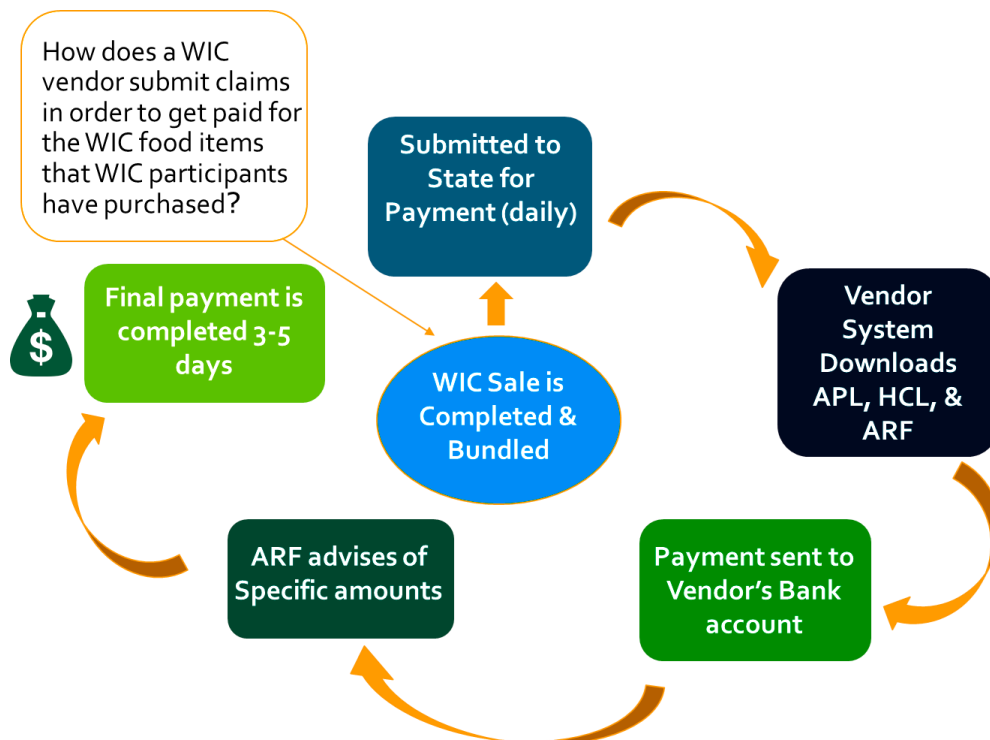 How does a WIC
vendor submit claims
in order to get paid for
the WIC food items
that WIC participants
have purchased?
Submitted to
State for
Payment (daily)
Vendor
System
Downloads
APL, HCL, &
ARF
Payment sent to
Vendor's Bank
account
ARF advises of
Specific amounts
Final payment is
completed 3-5
days
$
WIC Sale is
Completed &
Bundled